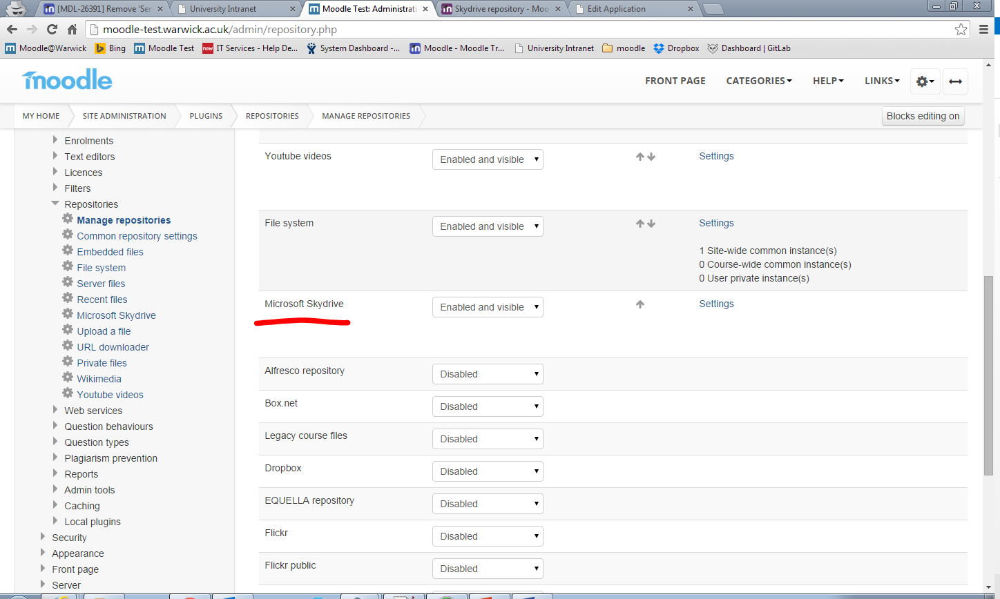 [MDL-26391] Remove 'Ser
University Intranet
Moodle Test: Administrati
Skydrive repository - Moo
Edit Application
moodle-test.warwick.ac.uk/admin/repository.php
Moodle@Warwick
Bing
Moodle Test
now
IT Services - Help De...
System Dashboard -...
Moodle - Moodle Tr...
University Intranet
moodle
Dropbox
Dashboard | GitLab
moodle
FRONT PAGE
CATEGORIES
HELP
LINKS
MY HOME
SITE ADMINISTRATION
PLUGINS
REPOSITORIES
MANAGE REPOSITORIES
Blocks editing on
Enrolments
Text editors
Licences
Filters
Repositories
Manage repositories
Common repository settings
Embedded files
File system
Server files
Recent files
Microsoft Skydrive
Upload a file
URL downloader
Private files
Wikimedia
Youtube videos
Web services
Question behaviours
Question types
Plagiarism prevention
Reports
Admin tools
Caching
Local plugins
Security
Appearance
Front page
Server
Youtube videos
Enabled and visible
Settings
File system
Enabled and visible
Settings
1 Site-wide common instance(s)
0 Course-wide common instance(s)
0 User private instance(s)
Microsoft Skydrive
Enabled and visible
Settings
Alfresco repository
Disabled
Box.net
Disabled
Legacy course files
Disabled
Dropbox
Disabled
EQUELLA repository
Disabled
Flickr
Disabled
Flickr public
Disabled